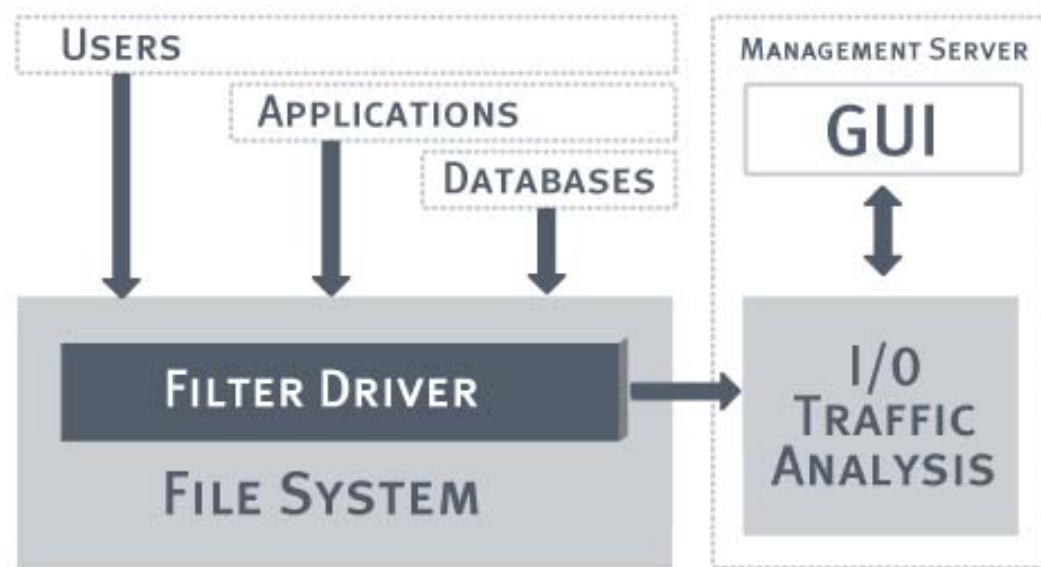 USERS
APPLICATIONS
DATABASES
FILTER DRIVER
FILE SYSTEM
MANAGEMENT SERVER
GUI
I/0
TRAFFIC
ANALYSIS